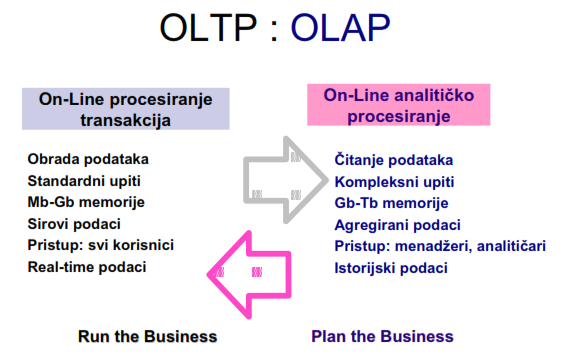 OLTP : OLAP
On-Line procesiranje
transakcija
Obrada podataka
Standardni upiti
Mb-Gb memorije
Sirovi podaci
Pristup: svi korisnici
Real-time podaci
Run the Business
On-Line analitičko
procesiranje
Čitanje podataka
Kompleksni upiti
Gb-Tb memorije
Agregirani podaci
Pristup: menadžeri, analitičari
Istorijski podaci
Plan the Business